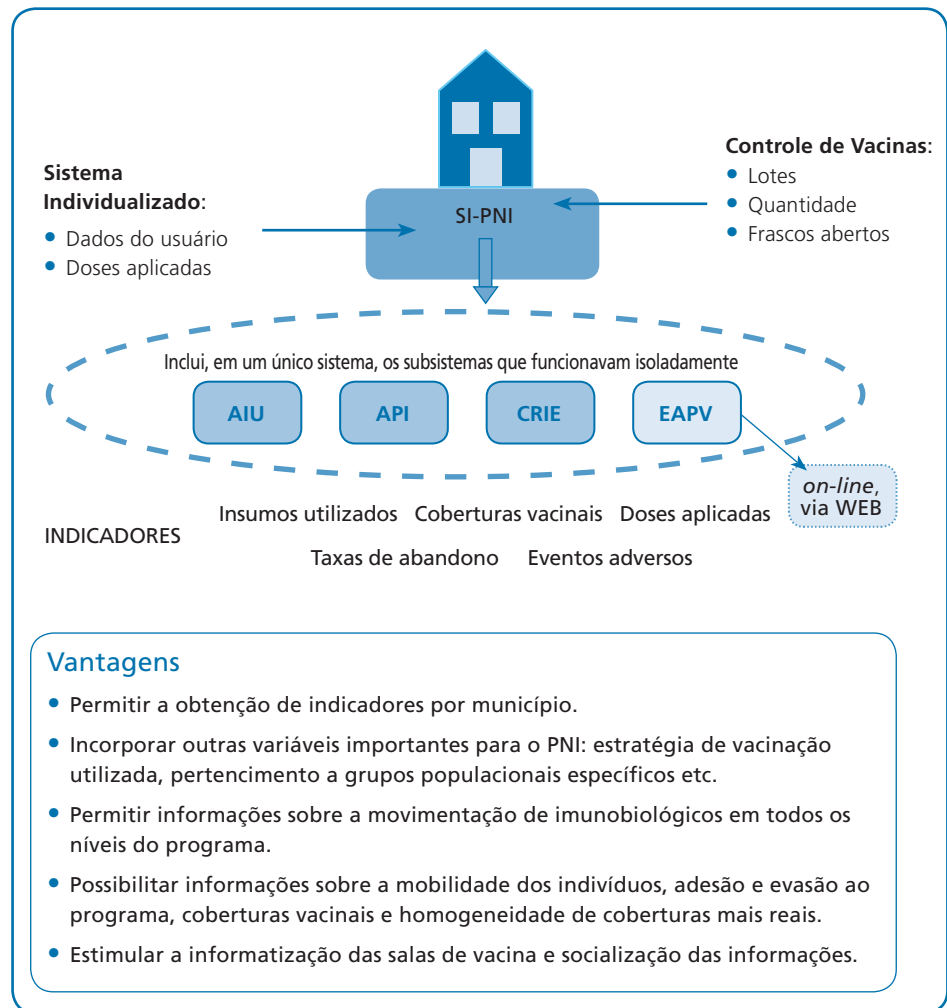 Sistema
Individualizado:
• Dados do usuário
• Doses aplicadas
SI-PNI
Controle de Vacinas:
• Lotes
• Quantidade
• Frascos abertos
Inclui, em um único sistema, os subsistemas que funcionavam isoladamente
AIU
API
CRIE
EAPV
on-line,
via WEB
INDICADORES
Insumos utilizados Coberturas vacinais Doses aplicadas
Taxas de abandono Eventos adversos
Vantagens
• Permitir a obtenção de indicadores por município.
• Incorporar outras variáveis importantes para o PNI: estratégia de vacinação
utilizada, pertencimento a grupos populacionais específicos etc.
• Permitir informações sobre a movimentação de imunobiológicos em todos os
níveis do programa.
• Possibilitar informações sobre a mobilidade dos indivíduos, adesão e evasão ao
programa, coberturas vacinais e homogeneidade de coberturas mais reais.
• Estimular a informatização das salas de vacina e socialização das informações.